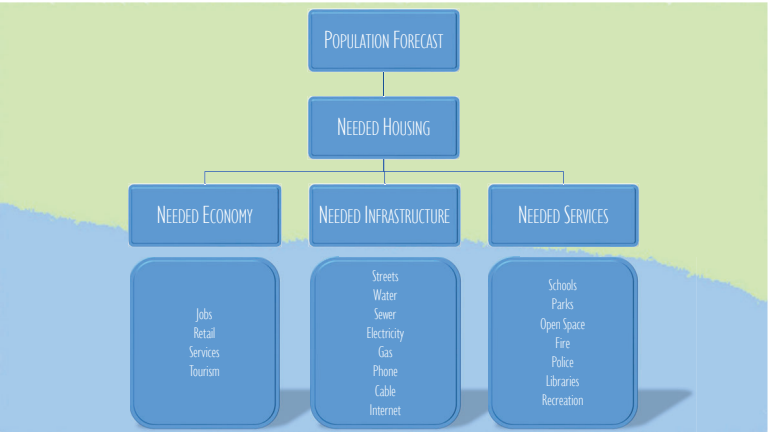 Population Forecast
Needed Housing
Needed Economy
Needed Infrastructure
Needed Services
Jobs
Retail
Services
Tourism
Streets
Water
Sewer
Electricity
Gas
Phone
Cable
Internet
Schools
Parks
Open Space
Fire
Police
Libraries
Recreation